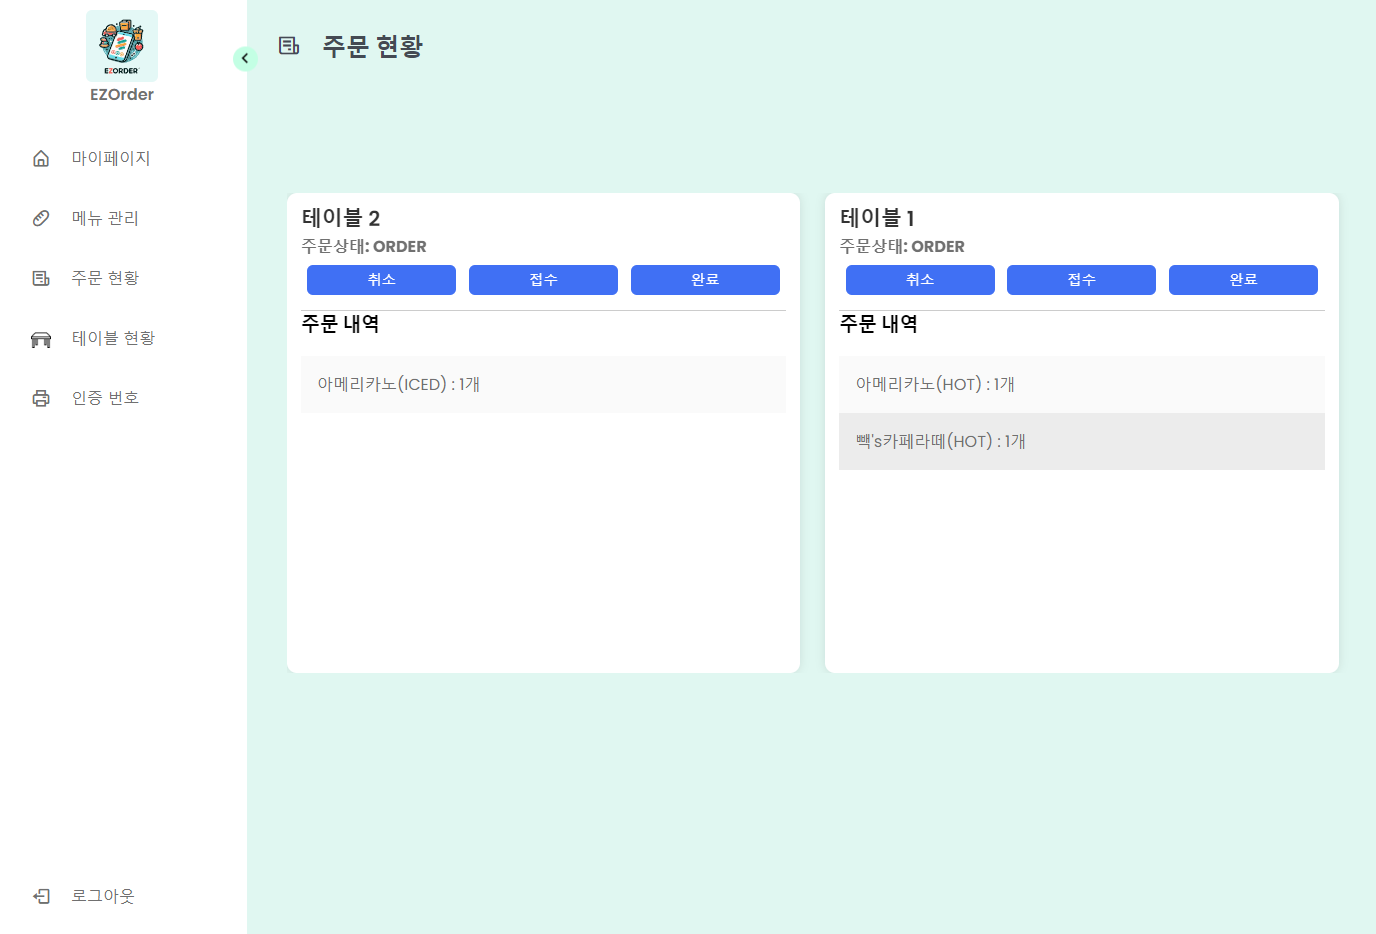 EZORDER
EZOrder
마이페이지
메뉴 관리
주문 현황
테이블 현황
인증 번호
로그아웃
주문 현황
테이블 2
주문상태: ORDER
취소 접수 완료
주문 내역
아메리카노(ICED) : 1개
테이블 1
주문상태: ORDER
취소 접수 완료
주문 내역
아메리카노(HOT) : 1개
빽's카페라떼(HOT) : 1개